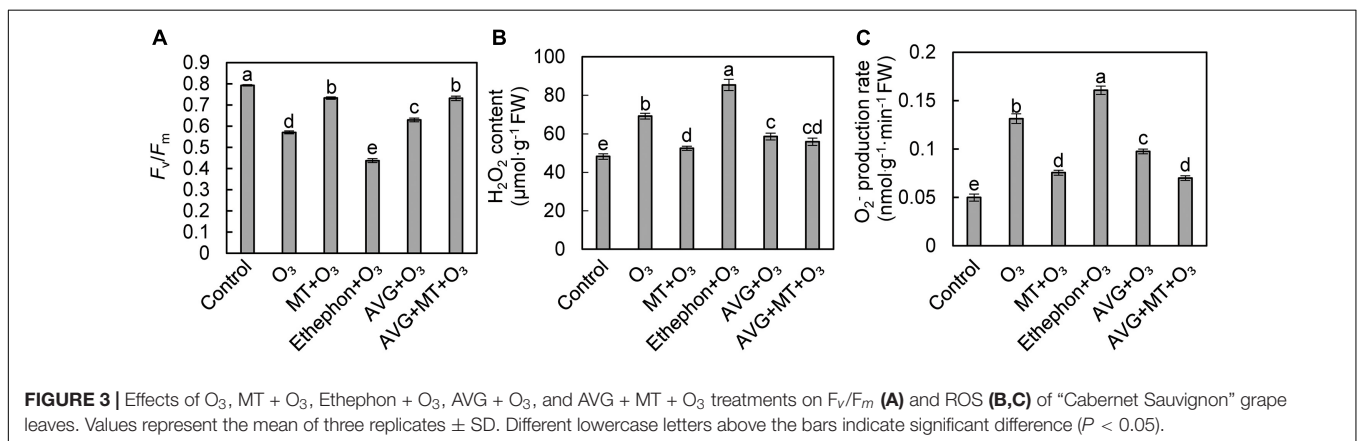 A
B
C
0.9
0.8
0.7
0.6
0.5
0.4
0.3
0.2
0.1
0
Fv/Fm
a
d
b
e
c
b
Control
O3
MT+O3
Ethephon+O3
AVG+O3
AVG+MT+O3
100
80
60
40
20
0
H2O2 content
(μmol·g-1 FW)
e
b
d
a
c
cd
Control
O3
MT+O3
Ethephon+O3
AVG+O3
AVG+MT+O3
0.2
0.15
0.1
0.05
0
O2- production rate
(nmol·g-1·min-1 FW)
e
b
d
a
c
d
Control
O3
MT+O3
Ethephon+O3
AVG+O3
AVG+MT+O3
FIGURE 3 | Effects of O3, MT + O3, Ethephon + O3, AVG + O3, and AVG + MT + O3 treatments on Fv/Fm (A) and ROS (B,C) of “Cabernet Sauvignon” grape
leaves. Values represent the mean of three replicates ± SD. Different lowercase letters above the bars indicate significant difference (P < 0.05).